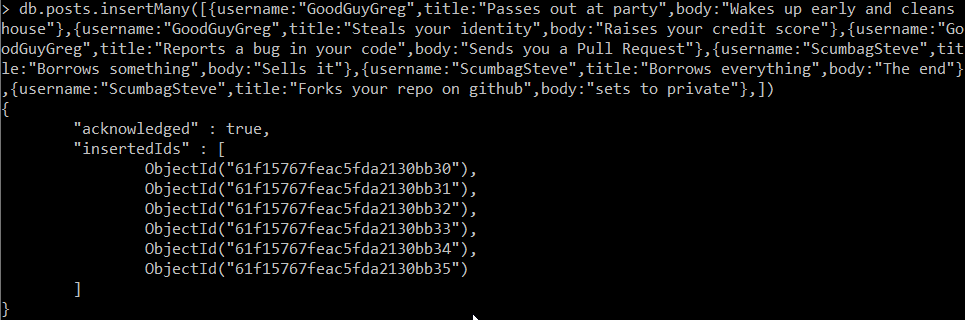 > db.posts.insertMany([{username:"GoodGuyGreg",title:"Passes out at party",body:"Wakes up early and cleans
house"},{username:"GoodGuyGreg",title:"Steals your identity",body:"Raises your credit score"},{username:"Go
odGuyGreg",title:"Reports a bug in your code",body:"Sends you a Pull Request"},{username:"ScumbagSteve",tit
le:"Borrows something",body:"Sells it"},{username:"ScumbagSteve",title:"Borrows everything",body:"The end"}
,{username:"ScumbagSteve",title:"Forks your repo on github",body:"sets to private"},])
{
        "acknowledged" : true,
        "insertedIds" : [
                ObjectId("61f15767feac5fda2130bb30"),
                ObjectId("61f15767feac5fda2130bb31"),
                ObjectId("61f15767feac5fda2130bb32"),
                ObjectId("61f15767feac5fda2130bb33"),
                ObjectId("61f15767feac5fda2130bb34"),
                ObjectId("61f15767feac5fda2130bb35")
        ]
}